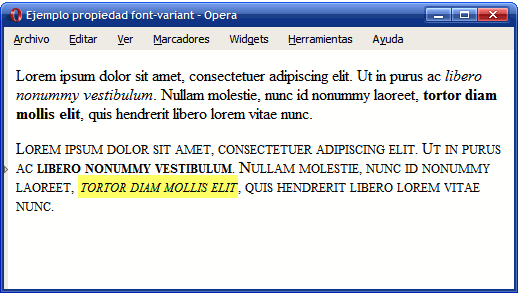 Ejemplo propiedad font-variant - Opera
Archivo Editar Ver Marcadores Widgets Herramientas Ayuda
Lorem ipsum dolor sit amet, consectetuer adipiscing elit. Ut in purus ac libero
nonummy vestibulum. Nullam molestie, nunc id nonummy laoreet, tortor diam
mollis elit, quis hendrerit libero lorem vitae nunc.
Lorem ipsum dolor sit amet, consectetuer adipiscing elit. Ut in purus
ac libero nonummy vestibulum. Nullam molestie, nunc id nonummy
laoreet, tortor diam mollis elit, quis hendrerit libero lorem vitae
nunc.